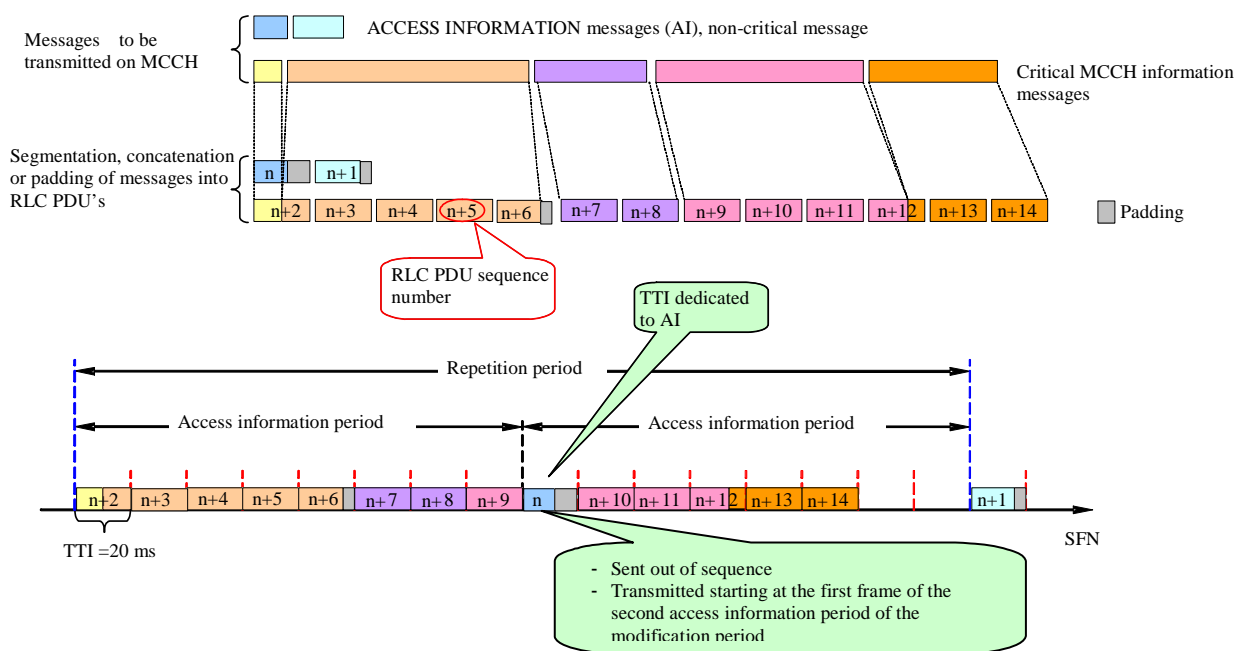 Messages to be
transmitted on MCCH
ACCESS INFORMATION messages (AI), non-critical message
Critical MCCH information
messages
Segmentation, concatenation
or padding of messages into
RLC PDU's
n n+1
n+2 n+3 n+4 n+5 n+6 n+7 n+8 n+9 n+10 n+11 n+12 n+13 n+14
Padding
RLC PDU sequence
number
TTI dedicated
to AI
Repetition period
Access information period Access information period
n+2 n+3 n+4 n+5 n+6 n+7 n+8 n+9 n n+10 n+11 n+12 n+13 n+14 n+1
TTI =20 ms
SFN
- Sent out of sequence
- Transmitted starting at the first frame of the
second access information period of the
modification period